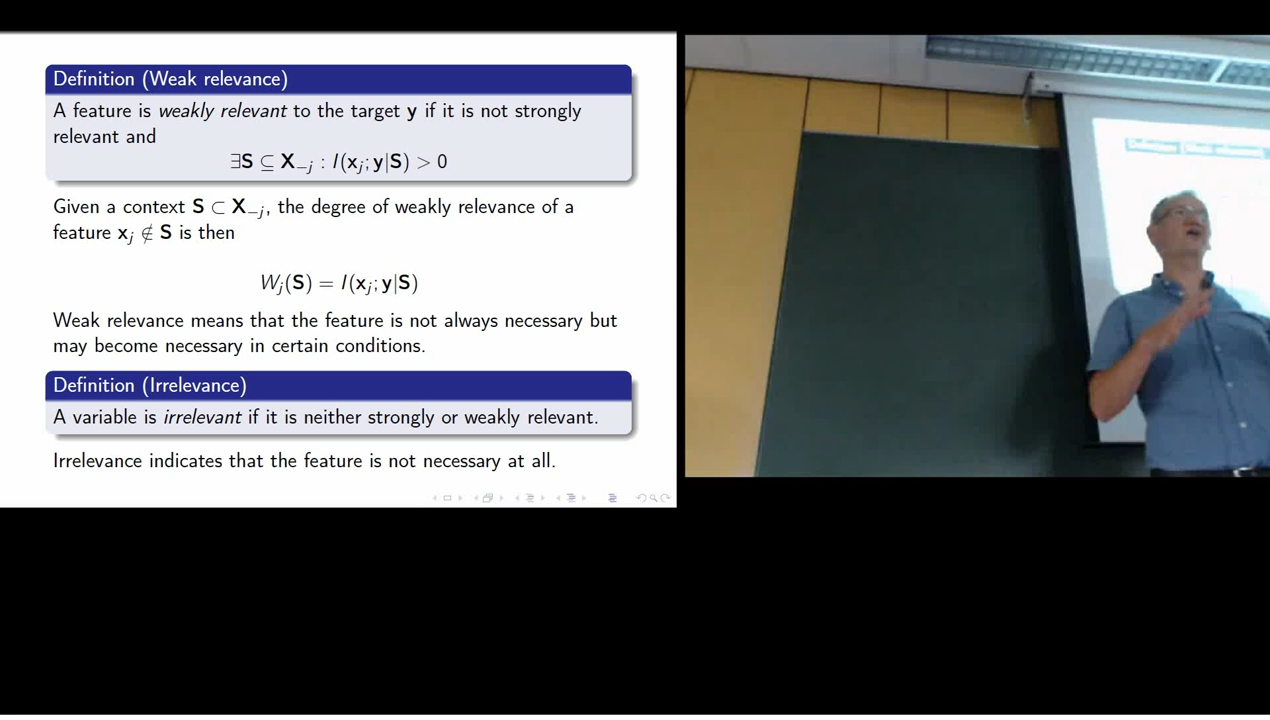 Definition (Weak relevance)
A feature is weakly relevant to the target y if it is not strongly
relevant and
∃S ⊆ X₋ⱼ : I(xⱼ; y|S) > 0
Given a context S ⊂ X₋ⱼ, the degree of weakly relevance of a
feature xⱼ ∉ S is then
Wⱼ(S) = I(xⱼ; y|S)
Weak relevance means that the feature is not always necessary but
may become necessary in certain conditions.
Definition (Irrelevance)
A variable is irrelevant if it is neither strongly or weakly relevant.
Irrelevance indicates that the feature is not necessary at all.